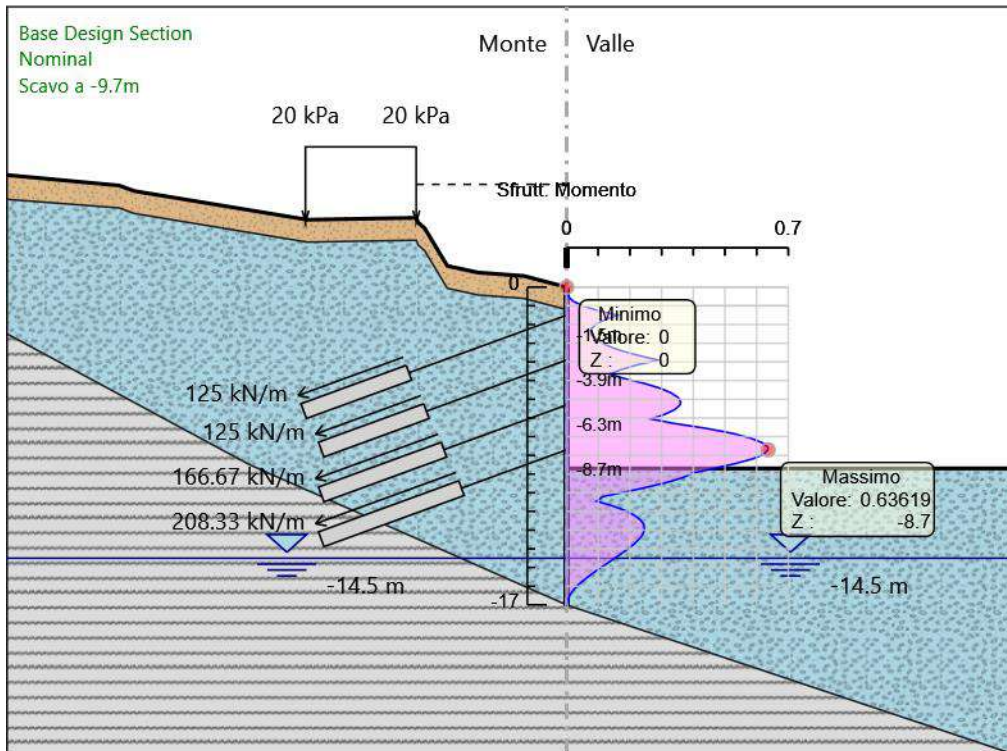 Base Design Section
Nominal
Scavo a -9.7m
Monte
Valle
20 kPa
20 kPa
Sfrutt. Momento
0
0.7
0
Minimo
-1.5m
Valore: 0
Z : 0
-3.9m
125 kN/m
125 kN/m
-6.3m
166.67 kN/m
-8.7m
Massimo
Valore: 0.63619
Z : -8.7
208.33 kN/m
-14.5 m
-14.5 m
-17